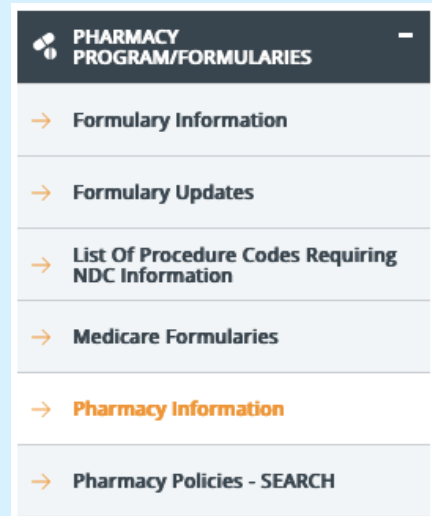 PHARMACY
PROGRAM/FORMULARIES
Formulary Information
Formulary Updates
List Of Procedure Codes Requiring
NDC Information
Medicare Formularies
Pharmacy Information
Pharmacy Policies - SEARCH